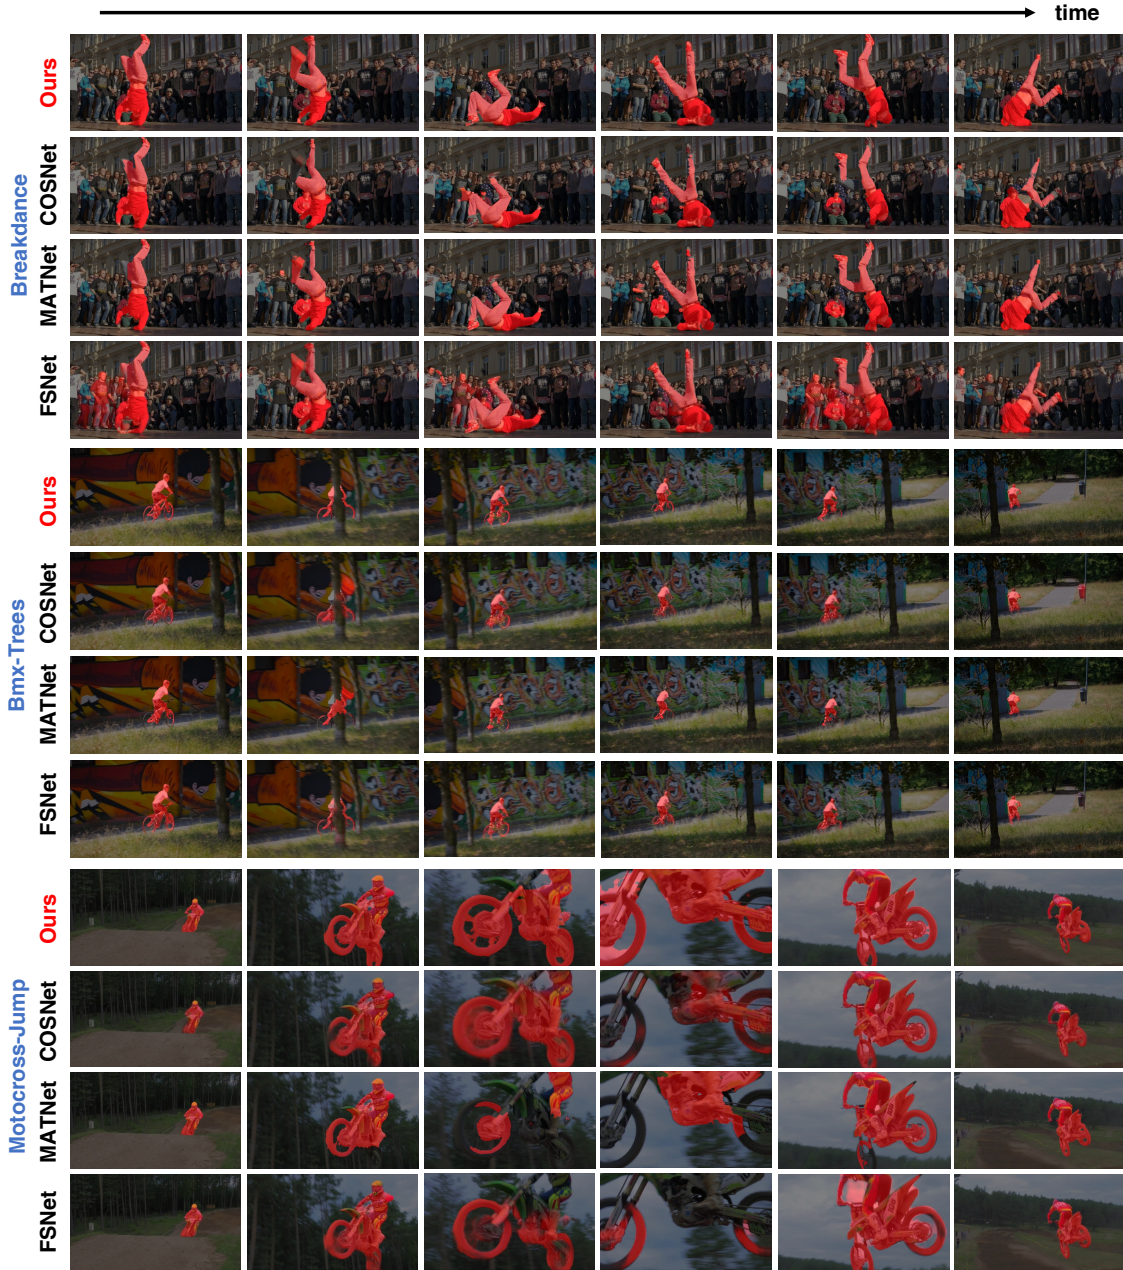 time
Breakdance
Ours
COSNet
MATNet
FSNet
Bmx-Trees
Ours
COSNet
MATNet
FSNet
Motocross-Jump
Ours
COSNet
MATNet
FSNet